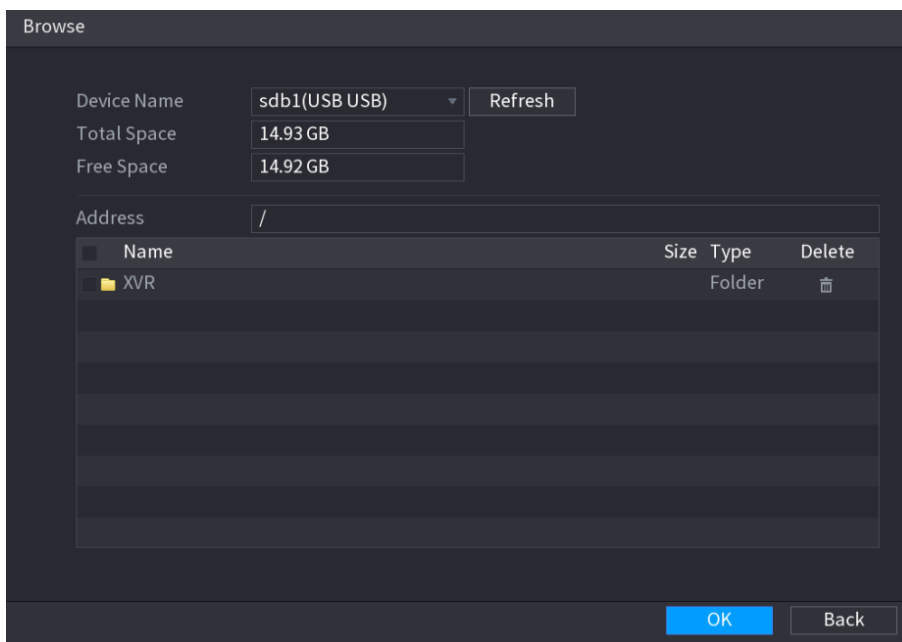 Browse
Device Name sdb1(USB USB) Refresh
Total Space 14.93 GB
Free Space 14.92 GB
Address /
Name Size Type Delete
XVR Folder
OK Back